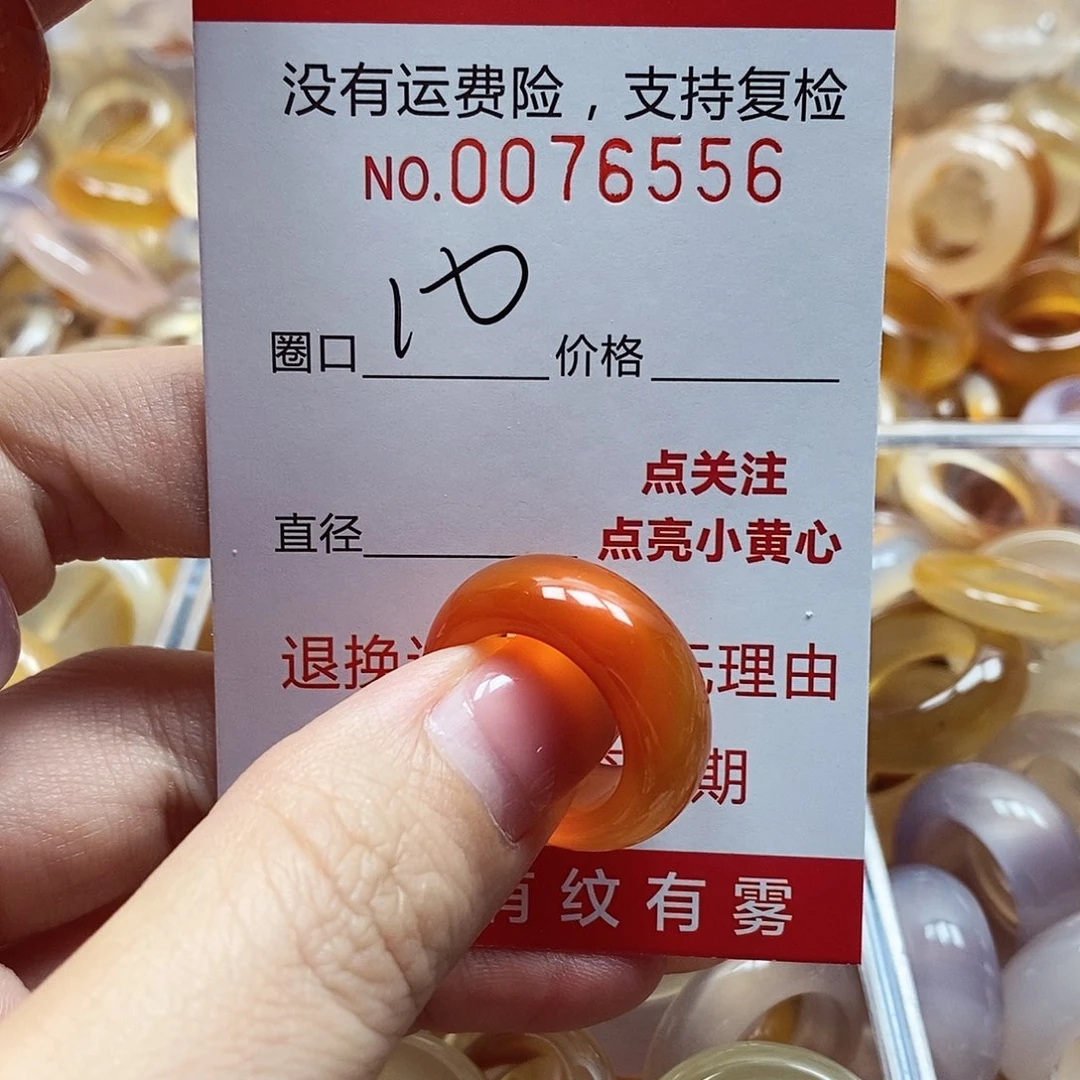 没有运费险，支持复检
NO.0076556
圈口 价格
点关注
直径 点亮小黄心
退换 理由
期
有纹有雾